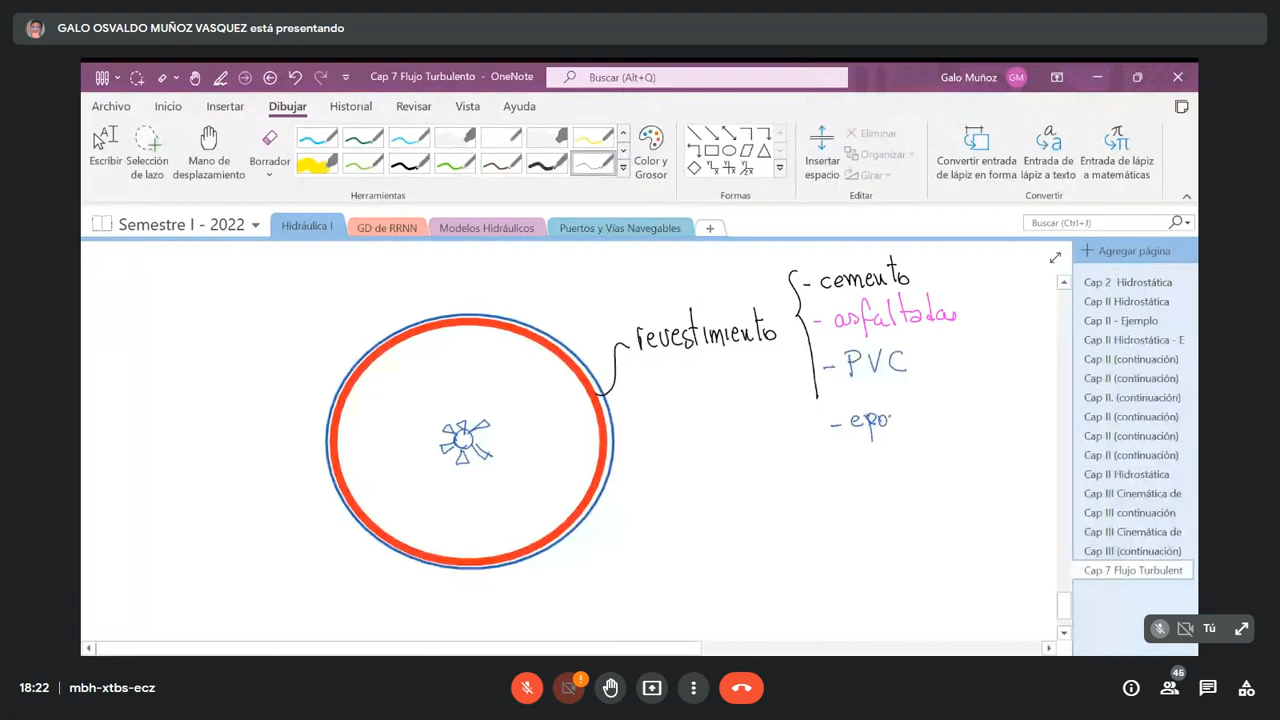 GALO OSVALDO MUÑOZ VASQUEZ está presentando
Cap 7 Flujo Turbulento - OneNote
Buscar (Alt+Q)
Galo Muñoz GM
Archivo Inicio Insertar Dibujar Historial Revisar Vista Ayuda
Escribir
Selección de lazo
Mano de desplazamiento
Borrador
Color y Grosor
Insertar espacio
Eliminar
Organizar
Girar
Convertir entrada de lápiz en forma
Entrada de lápiz a texto
Entrada de lápiz a matemáticas
Herramientas Formas Editar Convertir
Semestre I - 2022
Hidráulica I
GD de RRNN
Modelos Hidráulicos
Puertos y Vías Navegables
Buscar (Ctrl+J)
revestimiento
- cemento
- asfaltadas
- PVC
- epo
Agregar página
Cap 2 Hidrostática
Cap II Hidrostatica
Cap II - Ejemplo
Cap II Hidrostática - E
Cap II (continuación)
Cap II (continuación)
Cap II. (continuación)
Cap II (continuación)
Cap II (continuación)
Cap II (continuación)
Cap II Hidrostática
Cap III Cinemática de
Cap III continuación
Cap III Cinemática de
Cap III (continuación)
Cap 7 Flujo Turbulent
Tú
18:22 mbh-xtbs-ecz
45